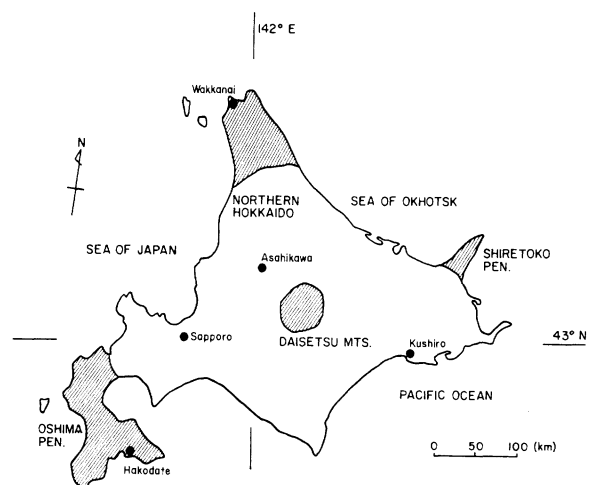 142° E
Wakkanai
N
NORTHERN
HOKKAIDO
SEA OF OKHOTSK
SEA OF JAPAN
SHIRETOKO
PEN.
Asahikawa
Sapporo
DAISETSU MTS.
Kushiro
43° N
PACIFIC OCEAN
OSHIMA
PEN.
Hakodate
0 50 100 (km)